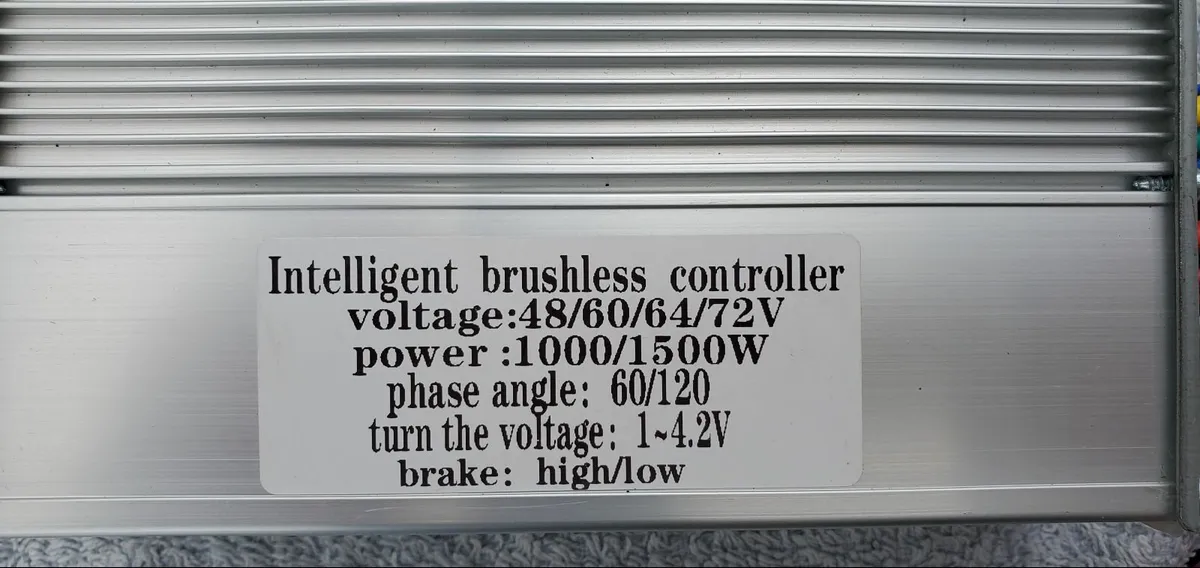 Intelligent brushless controller
voltage:48/60/64/72V
power :1000/1500W
phase angle: 60/120
turn the voltage: 1~4.2V
brake: high/low